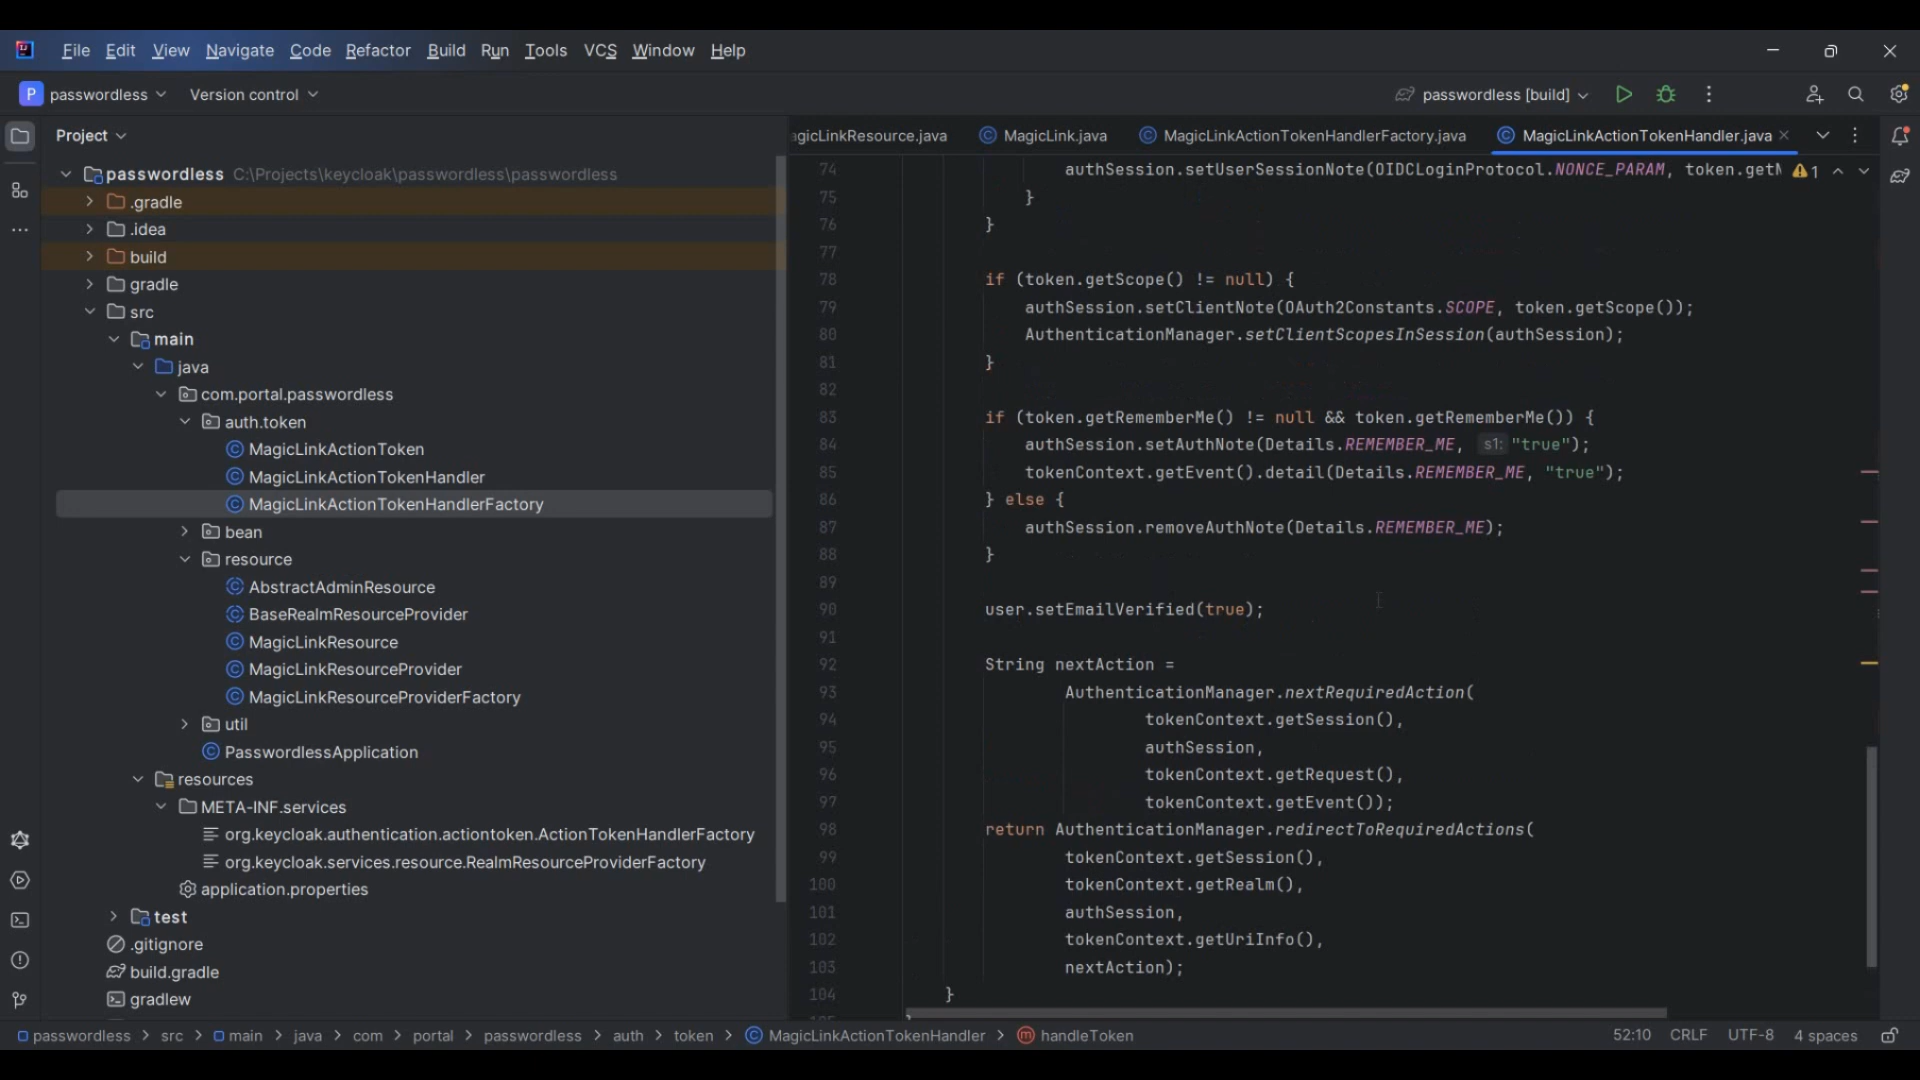 File Edit View Navigate Code Refactor Build Run Tools VCS Window Help
P passwordless Version control passwordless [build]
Project
agicLinkResource.java MagicLink.java MagicLinkActionTokenHandlerFactory.java MagicLinkActionTokenHandler.java
passwordless C:\Projects\keycloak\passwordless\passwordless
.gradle
.idea
build
gradle
src
main
java
com.portal.passwordless
auth.token
MagicLinkActionToken
MagicLinkActionTokenHandler
MagicLinkActionTokenHandlerFactory
bean
resource
AbstractAdminResource
BaseRealmResourceProvider
MagicLinkResource
MagicLinkResourceProvider
MagicLinkResourceProviderFactory
util
PasswordlessApplication
resources
META-INF.services
org.keycloak.authentication.actiontoken.ActionTokenHandlerFactory
org.keycloak.services.resource.RealmResourceProviderFactory
application.properties
test
.gitignore
build.gradle
gradlew
74 authSession.setUserSessionNote(OIDCLoginProtocol.NONCE_PARAM, token.getN 1
75 }
76 }
77
78 if (token.getScope() != null) {
79 authSession.setClientNote(OAuth2Constants.SCOPE, token.getScope());
80 AuthenticationManager.setClientScopesInSession(authSession);
81 }
82
83 if (token.getRememberMe() != null && token.getRememberMe()) {
84 authSession.setAuthNote(Details.REMEMBER_ME, s1: "true");
85 tokenContext.getEvent().detail(Details.REMEMBER_ME, "true");
86 } else {
87 authSession.removeAuthNote(Details.REMEMBER_ME);
88 }
89
90 user.setEmailVerified(true);
91
92 String nextAction =
93 AuthenticationManager.nextRequiredAction(
94 tokenContext.getSession(),
95 authSession,
96 tokenContext.getRequest(),
97 tokenContext.getEvent());
98 return AuthenticationManager.redirectToRequiredActions(
99 tokenContext.getSession(),
100 tokenContext.getRealm(),
101 authSession,
102 tokenContext.getUriInfo(),
103 nextAction);
104 }
passwordless > src > main > java > com > portal > passwordless > auth > token > MagicLinkActionTokenHandler > handleToken 52:10 CRLF UTF-8 4 spaces